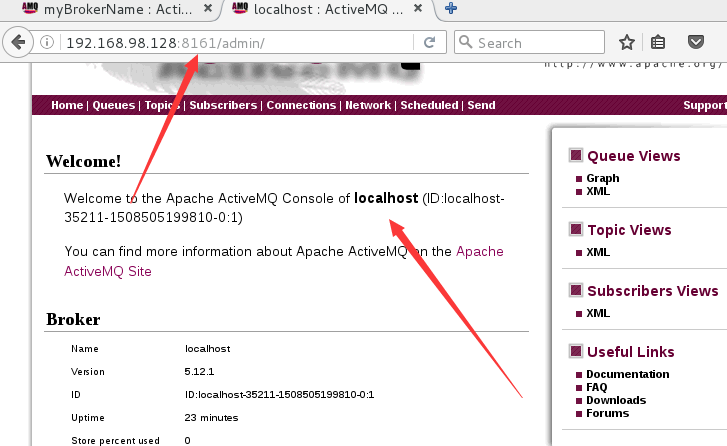 myBrokerName : Acti...
localhost : ActiveMQ ...
192.168.98.128:8161/admin/
Search
http://www.apache.org/
Home | Queues | Topics | Subscribers | Connections | Network | Scheduled | Send
Support
Welcome!
Welcome to the Apache ActiveMQ Console of localhost (ID:localhost-
35211-1508505199810-0:1)
You can find more information about Apache ActiveMQ on the Apache
ActiveMQ Site
Broker
Name localhost
Version 5.12.1
ID ID:localhost-35211-1508505199810-0:1
Uptime 23 minutes
Store percent used 0
Queue Views
Graph
XML
Topic Views
XML
Subscribers Views
XML
Useful Links
Documentation
FAQ
Downloads
Forums